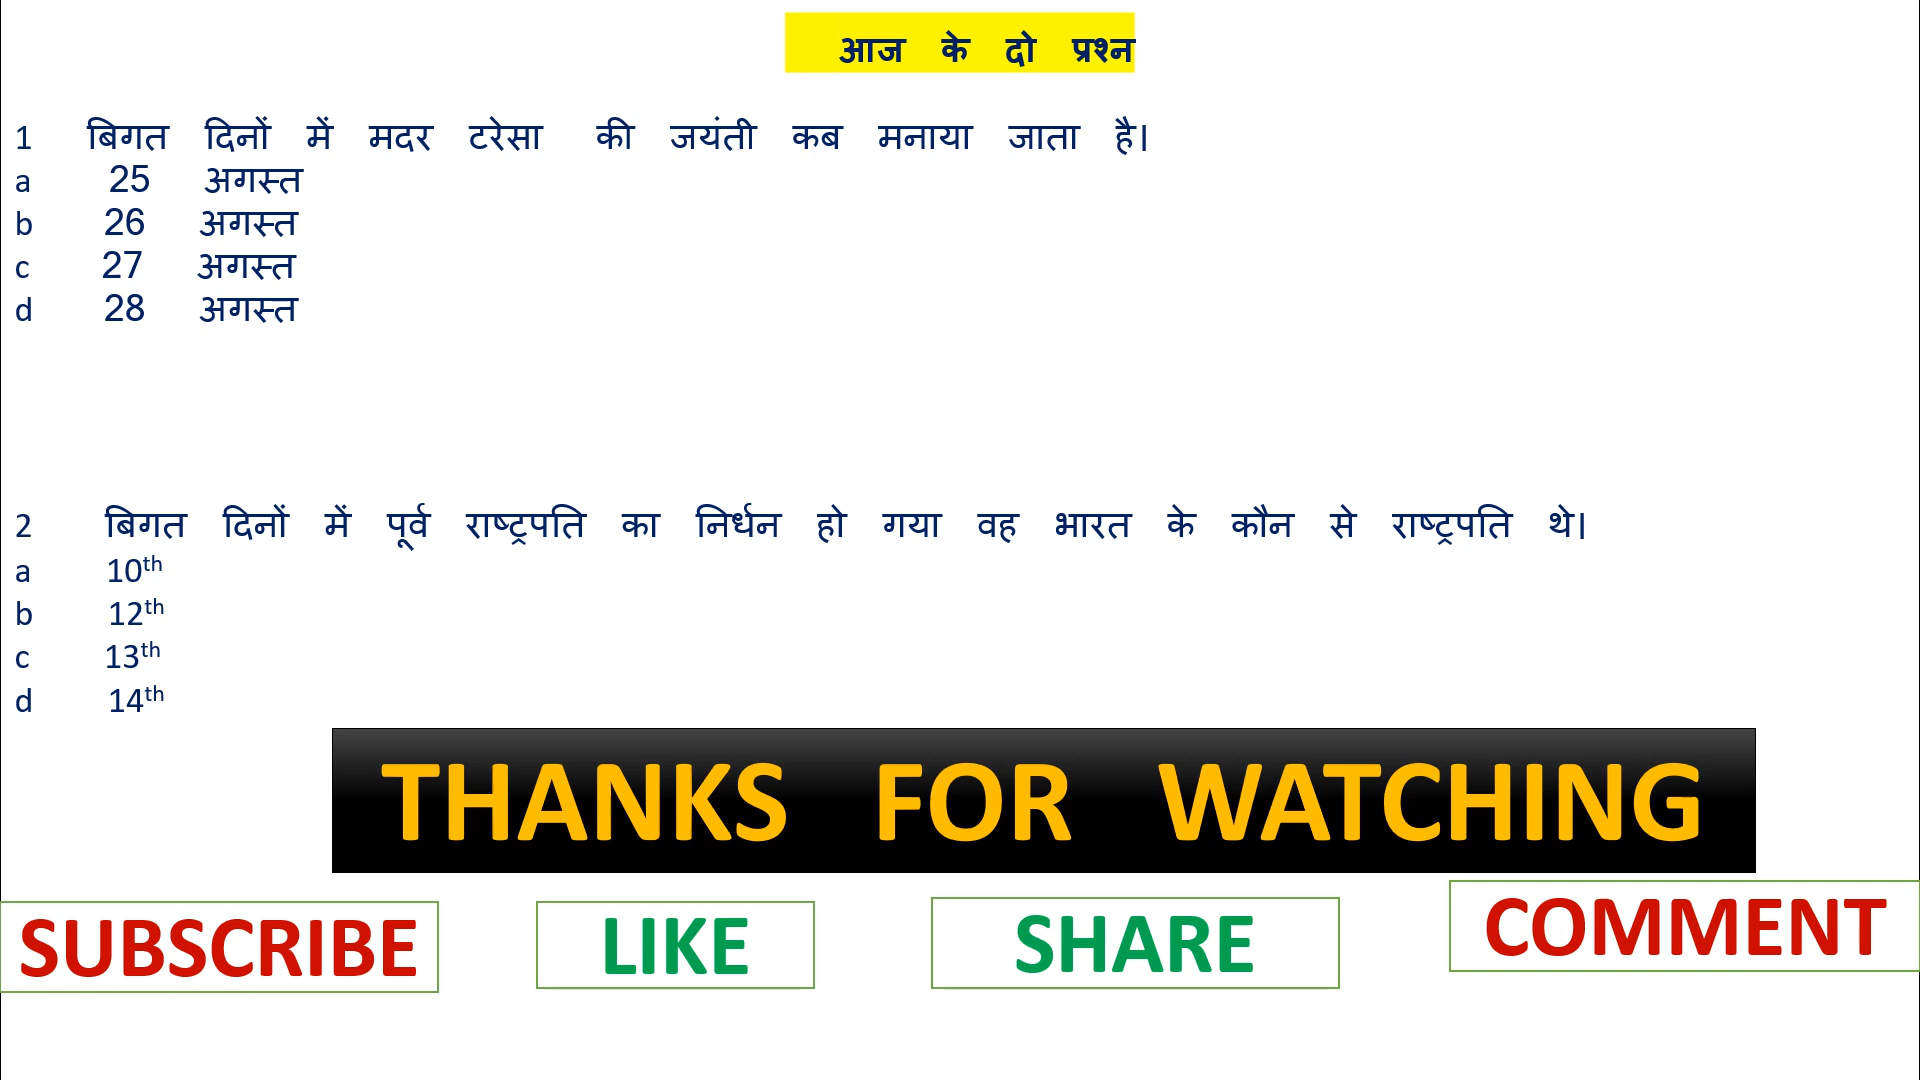 आज के दो प्रश्न
1 बिगत दिनों में मदर टरेसा की जयंती कब मनाया जाता है।
a 25 अगस्त
b 26 अगस्त
c 27 अगस्त
d 28 अगस्त
2 बिगत दिनों में पूर्व राष्ट्रपति का निर्धन हो गया वह भारत के कौन से राष्ट्रपति थे।
a 10th
b 12th
c 13th
d 14th
THANKS FOR WATCHING
SUBSCRIBE LIKE SHARE COMMENT